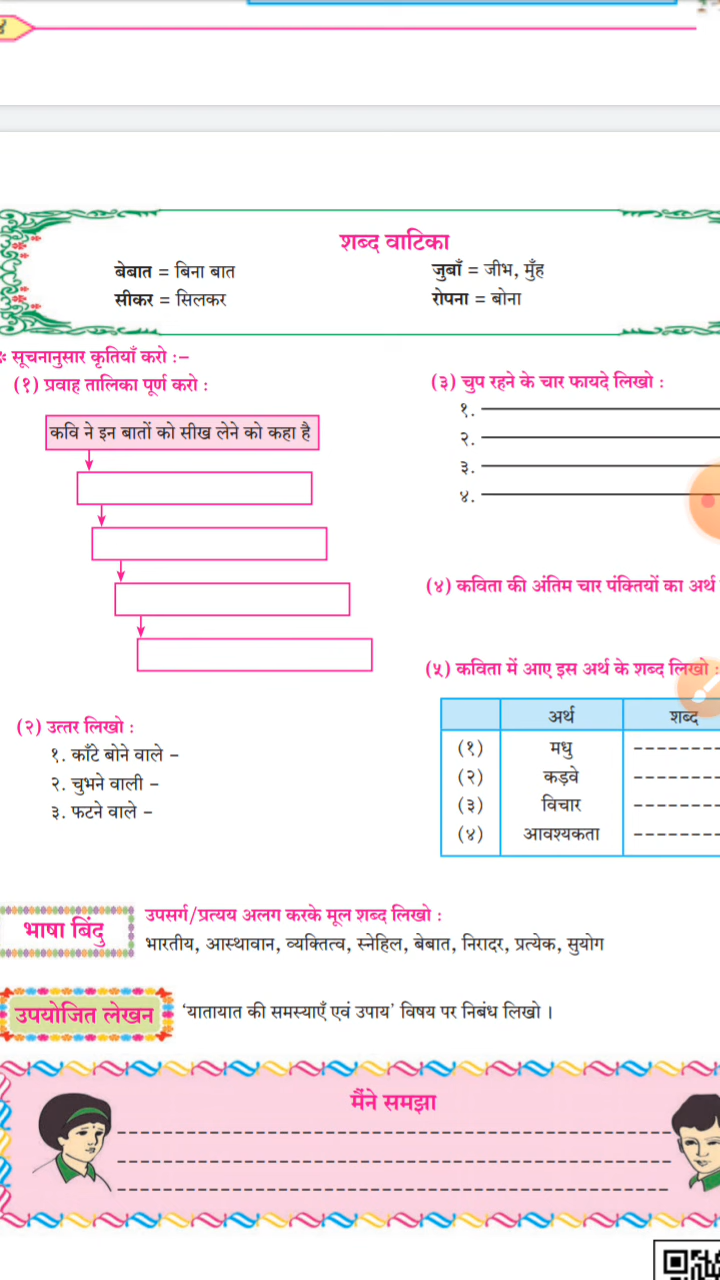 ४
शब्द वाटिका
बेबात = बिना बात
जुबाँ = जीभ, मुँह
सीकर = सिलकर
रोपना = बोना
सूचनानुसार कृतियाँ करो :-
(१) प्रवाह तालिका पूर्ण करो :
कवि ने इन बातों को सीख लेने को कहा है
(२) उत्तर लिखो :
१. काँटे बोने वाले -
२. चुभने वाली -
३. फटने वाले -
(३) चुप रहने के चार फायदे लिखो :
१.
२.
३.
४.
(४) कविता की अंतिम चार पंक्तियों का अर्थ
(५) कविता में आए इस अर्थ के शब्द लिखो :
अर्थ शब्द
(१) मधु
(२) कड़वे
(३) विचार
(४) आवश्यकता
भाषा बिंदु
उपसर्ग/प्रत्यय अलग करके मूल शब्द लिखो :
भारतीय, आस्थावान, व्यक्तित्व, स्नेहिल, बेबात, निरादर, प्रत्येक, सुयोग
उपयोजित लेखन
‘यातायात की समस्याएँ एवं उपाय’ विषय पर निबंध लिखो ।
मैंने समझा